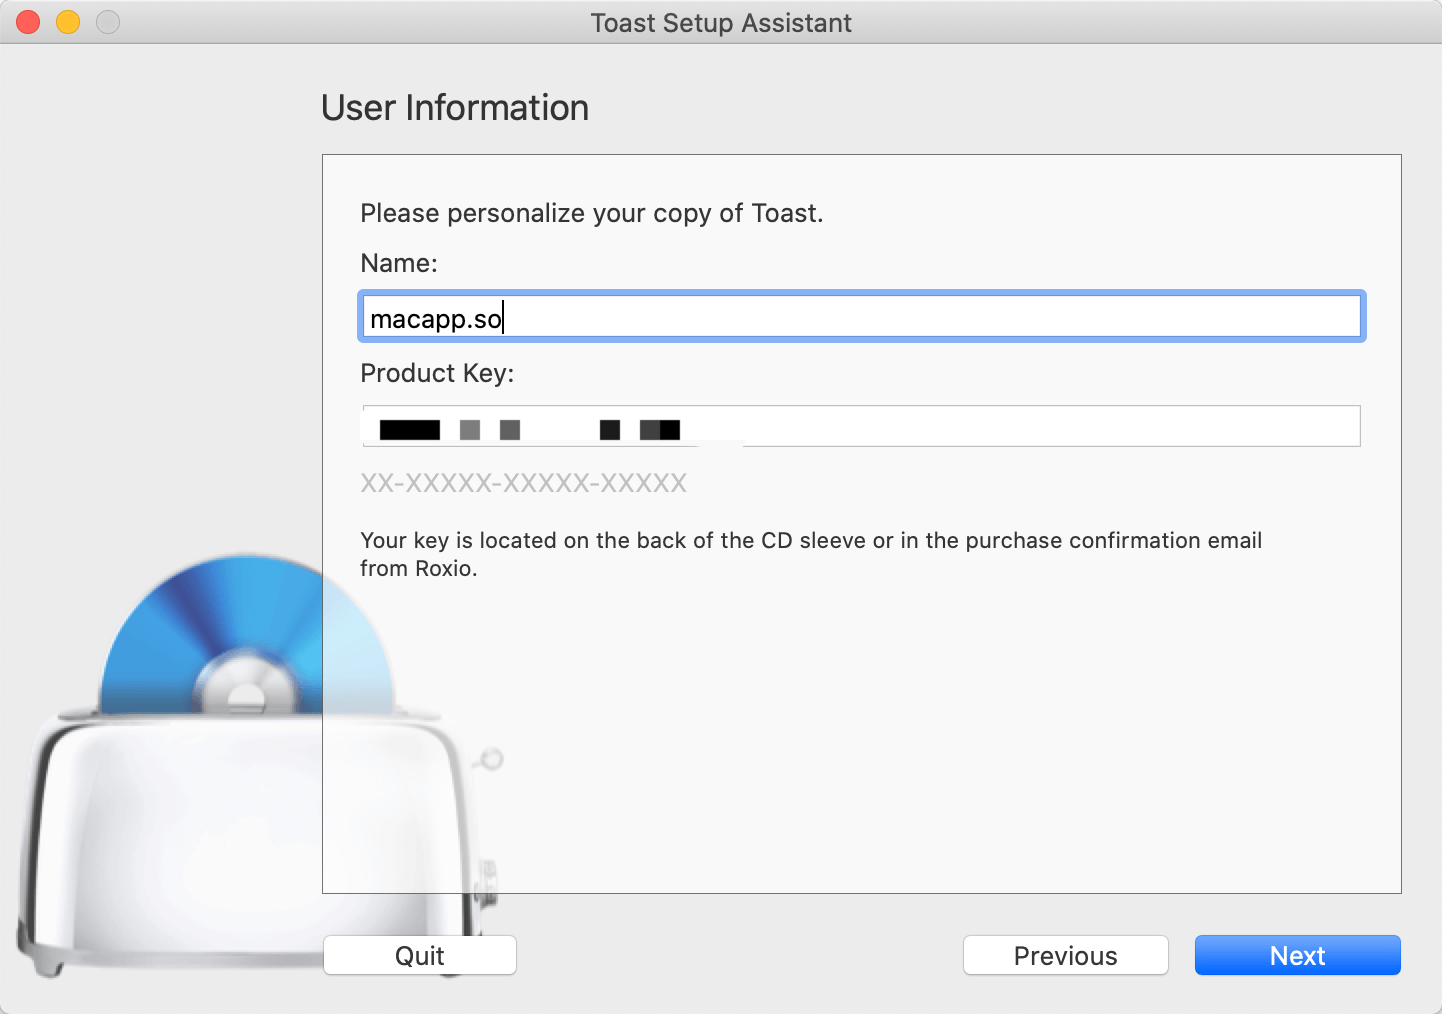 Toast Setup Assistant
User Information
Please personalize your copy of Toast.
Name:
macapp.so
Product Key:
XX-XXXXX-XXXXX-XXXXX
Your key is located on the back of the CD sleeve or in the purchase confirmation email
from Roxio.
Quit
Previous
Next